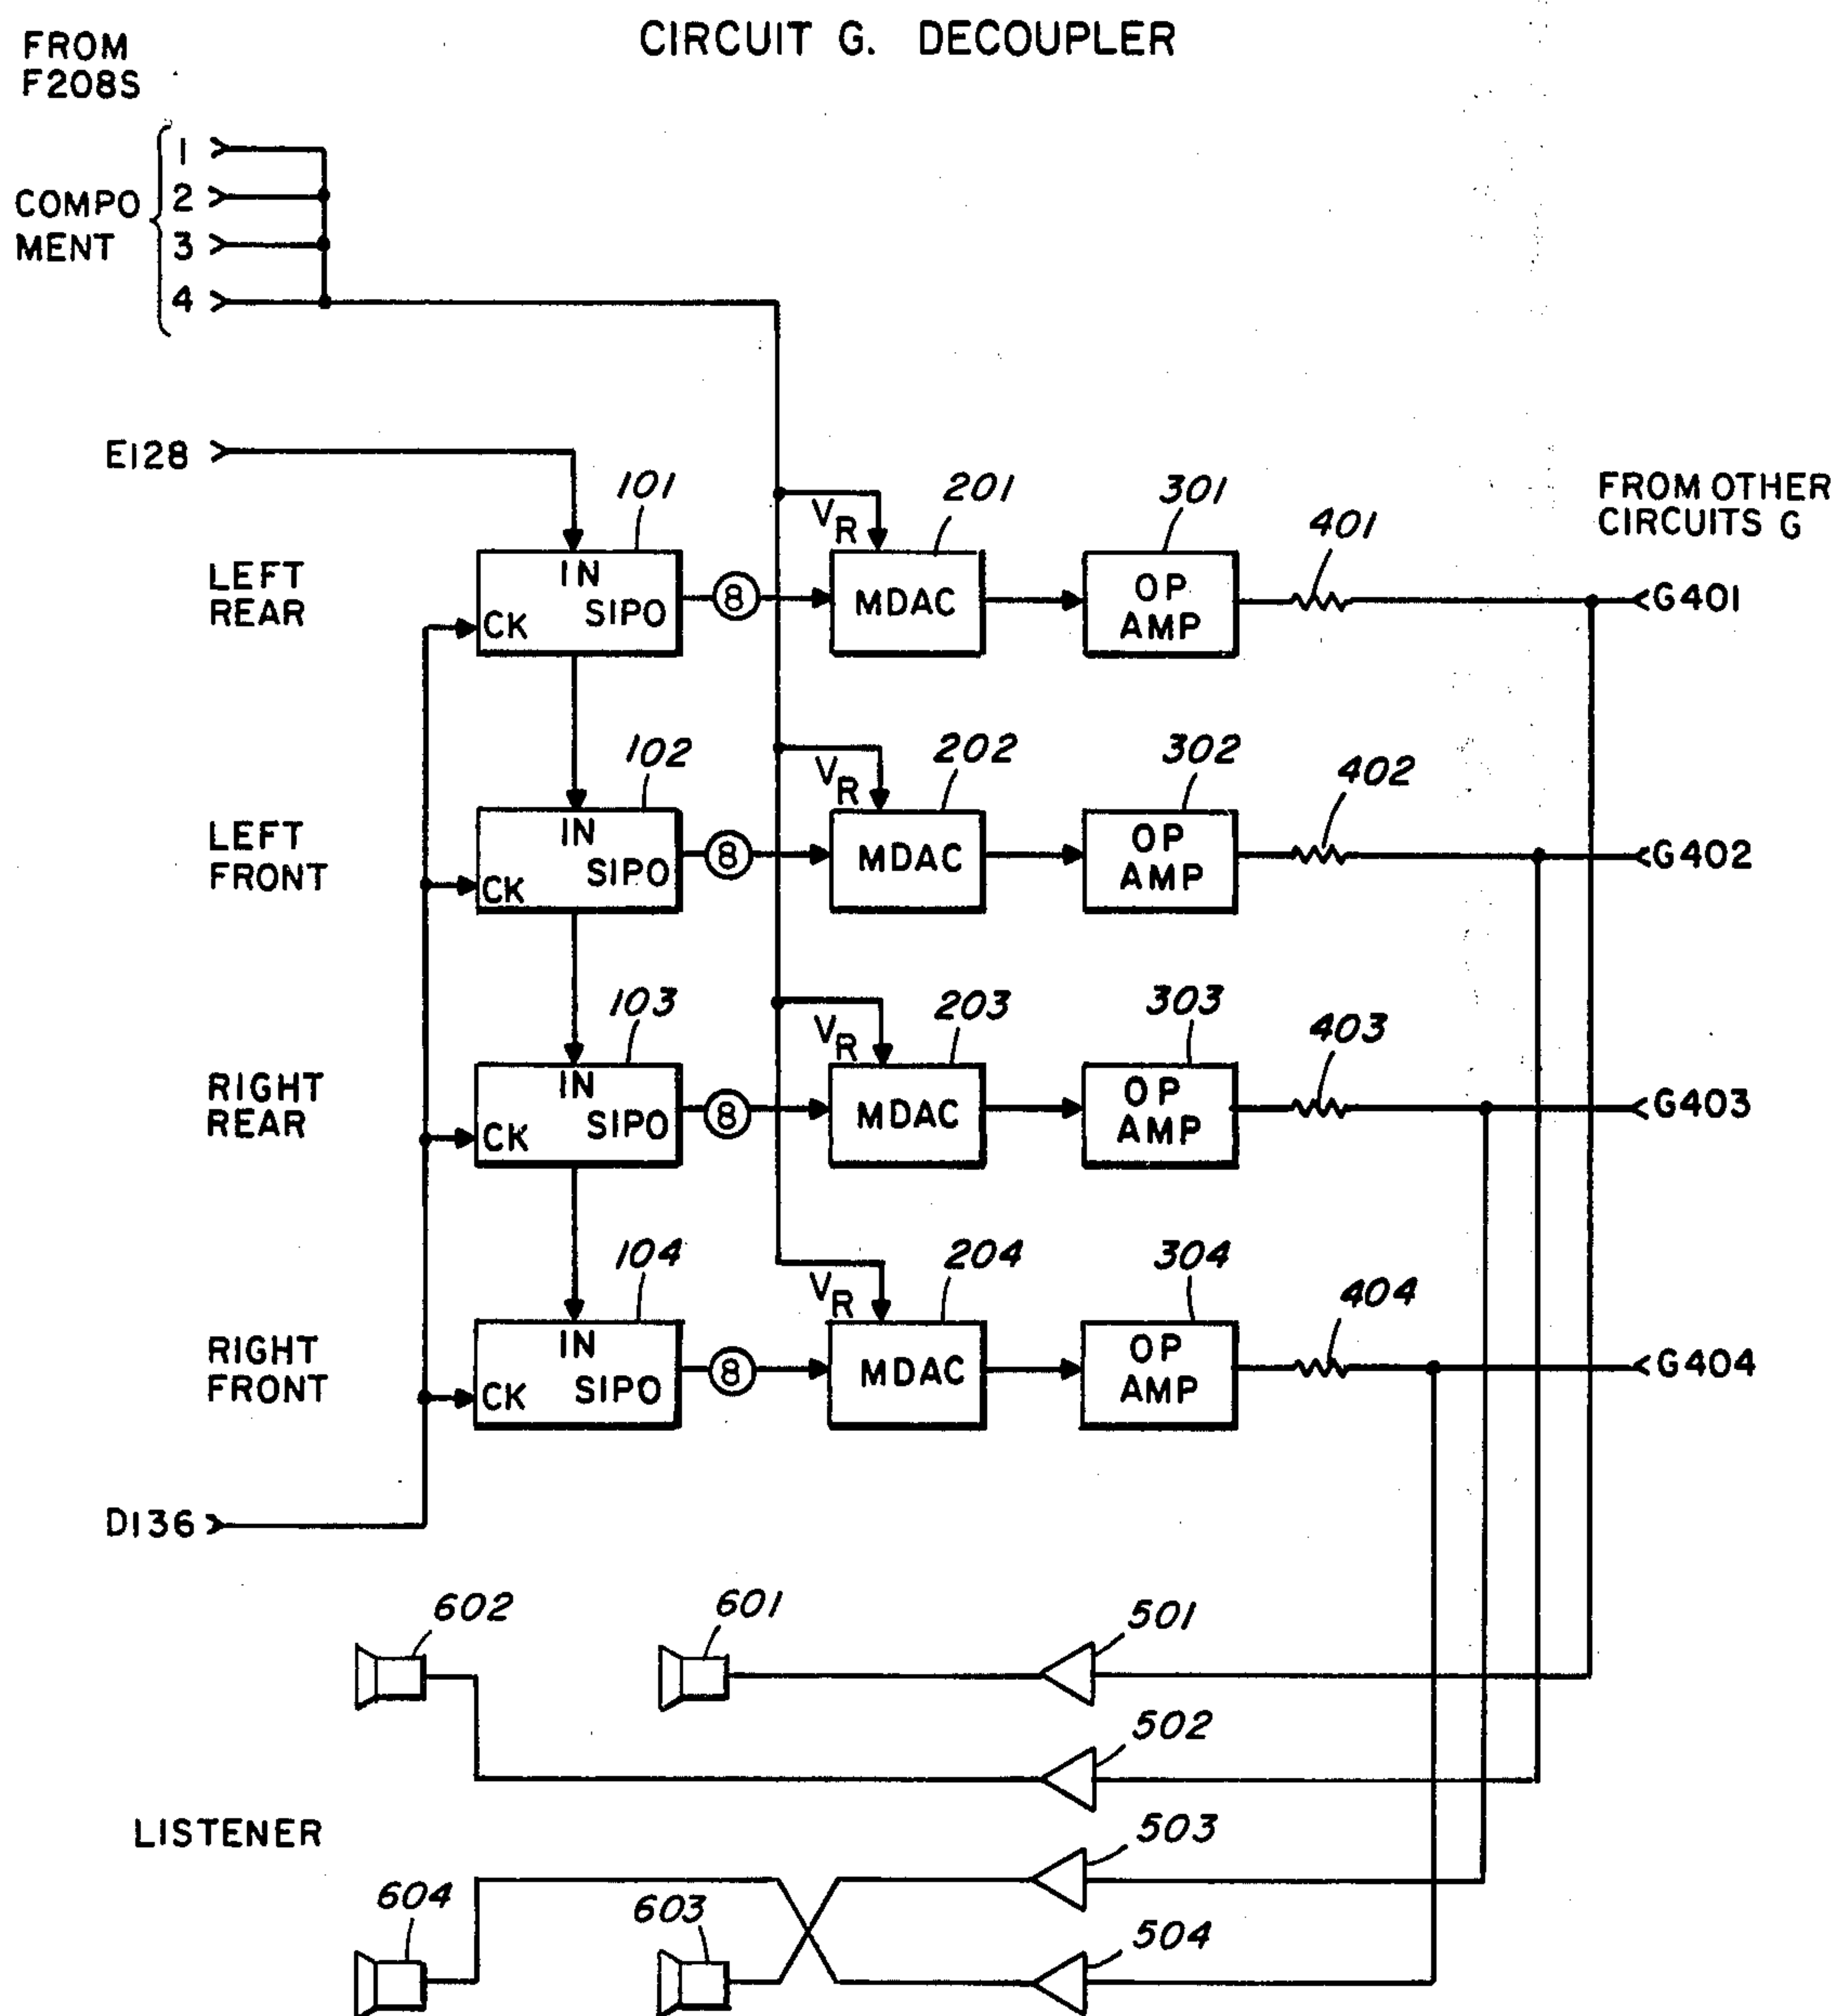 CIRCUIT G. DECOUPLER
FROM
F208S
COMPO
MENT
1
2
3
4
E128
101
201
301
401
FROM OTHER
CIRCUITS G
LEFT
REAR
IN
SIPO
CK
8
VR
MDAC
OP
AMP
G401
102
202
302
402
LEFT
FRONT
IN
SIPO
CK
8
VR
MDAC
OP
AMP
G402
103
203
303
403
RIGHT
REAR
IN
SIPO
CK
8
VR
MDAC
OP
AMP
G403
104
204
304
404
RIGHT
FRONT
IN
SIPO
CK
8
VR
MDAC
OP
AMP
G404
D136
602
601
501
502
LISTENER
503
604
603
504